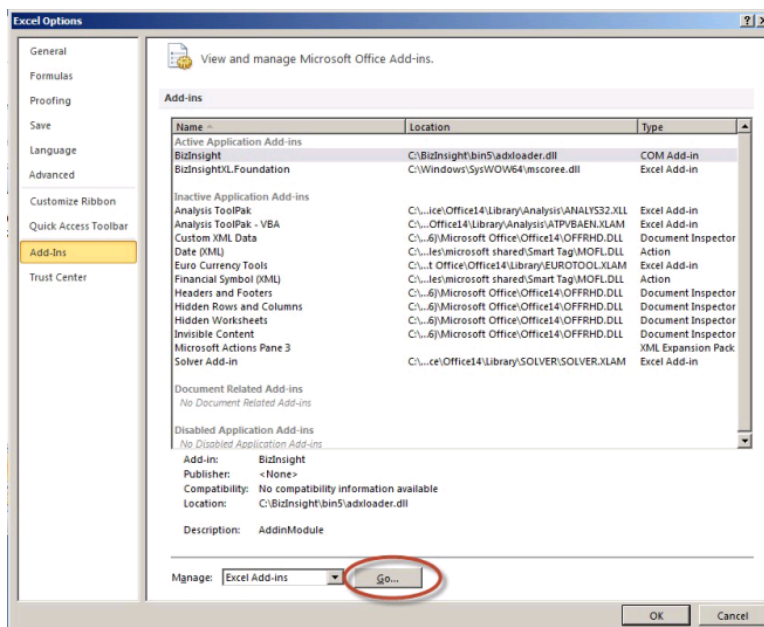 Excel Options
General
Formulas
Proofing
Save
Language
Advanced
Customize Ribbon
Quick Access Toolbar
Add-Ins
Trust Center
View and manage Microsoft Office Add-ins.
Add-ins
Name Location Type
Active Application Add-ins
BizInsight C:\BizInsight\bin5\adxloader.dll COM Add-in
BizInsightXL.Foundation C:\Windows\SysWOW64\mscoree.dll Excel Add-in
Inactive Application Add-ins
Analysis ToolPak C:\...ice\Office14\Library\Analysis\ANALYS32.XLL Excel Add-in
Analysis ToolPak - VBA C:\...Office14\Library\Analysis\ATPVBAEN.XLAM Excel Add-in
Custom XML Data C:\...6)\Microsoft Office\Office14\OFFRHD.DLL Document Inspector
Date (XML) C:\...les\microsoft shared\Smart Tag\MOFL.DLL Action
Euro Currency Tools C:\...t Office\Office14\Library\EUROTOOL.XLAM Excel Add-in
Financial Symbol (XML) C:\...les\microsoft shared\Smart Tag\MOFL.DLL Action
Headers and Footers C:\...6)\Microsoft Office\Office14\OFFRHD.DLL Document Inspector
Hidden Rows and Columns C:\...6)\Microsoft Office\Office14\OFFRHD.DLL Document Inspector
Hidden Worksheets C:\...6)\Microsoft Office\Office14\OFFRHD.DLL Document Inspector
Invisible Content C:\...6)\Microsoft Office\Office14\OFFRHD.DLL Document Inspector
Microsoft Actions Pane 3 XML Expansion Pack
Solver Add-in C:\...ce\Office14\Library\SOLVER\SOLVER.XLAM Excel Add-in
Document Related Add-ins
No Document Related Add-ins
Disabled Application Add-ins
No Disabled Application Add-ins
Add-in: BizInsight
Publisher: <None>
Compatibility: No compatibility information available
Location: C:\BizInsight\bin5\adxloader.dll
Description: AddinModule
Manage: Excel Add-ins Go...
OK Cancel